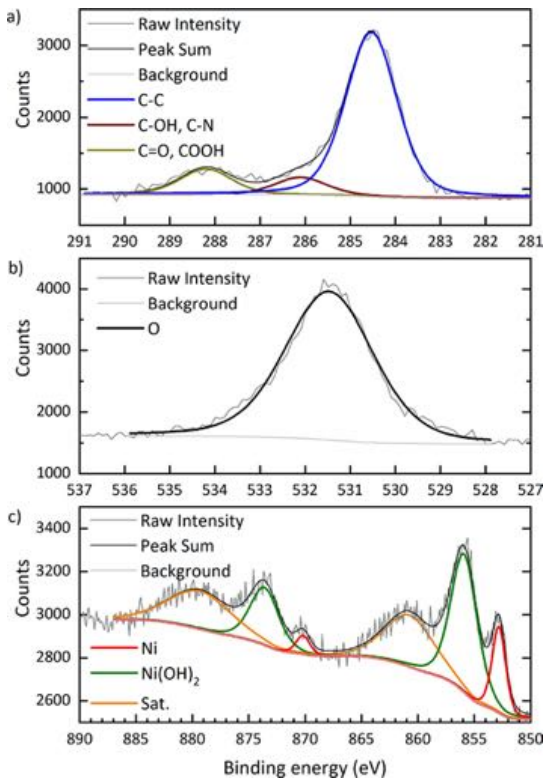 a)
Raw Intensity
Peak Sum
Background
C-C
C-OH, C-N
C=O, COOH
Counts
3000
2000
1000
291 290 289 288 287 286 285 284 283 282 281
b)
Raw Intensity
Background
O
Counts
4000
3000
2000
1000
537 536 535 534 533 532 531 530 529 528 527
c)
Raw Intensity
Peak Sum
Background
Ni
Ni(OH)₂
Sat.
Counts
3400
3200
3000
2800
2600
890 885 880 875 870 865 860 855 850
Binding energy (eV)